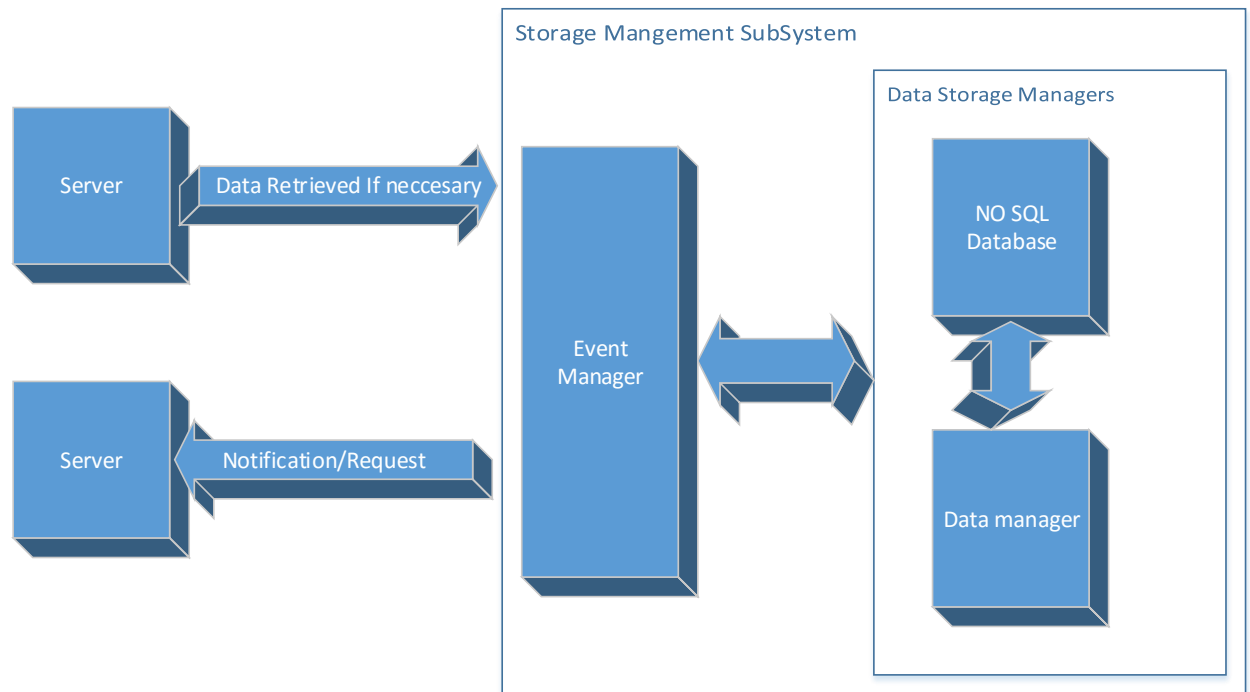 Storage Mangement SubSystem
Data Storage Managers
Server
Data Retrieved If neccesary
NO SQL
Database
Event
Manager
Server
Notification/Request
Data manager